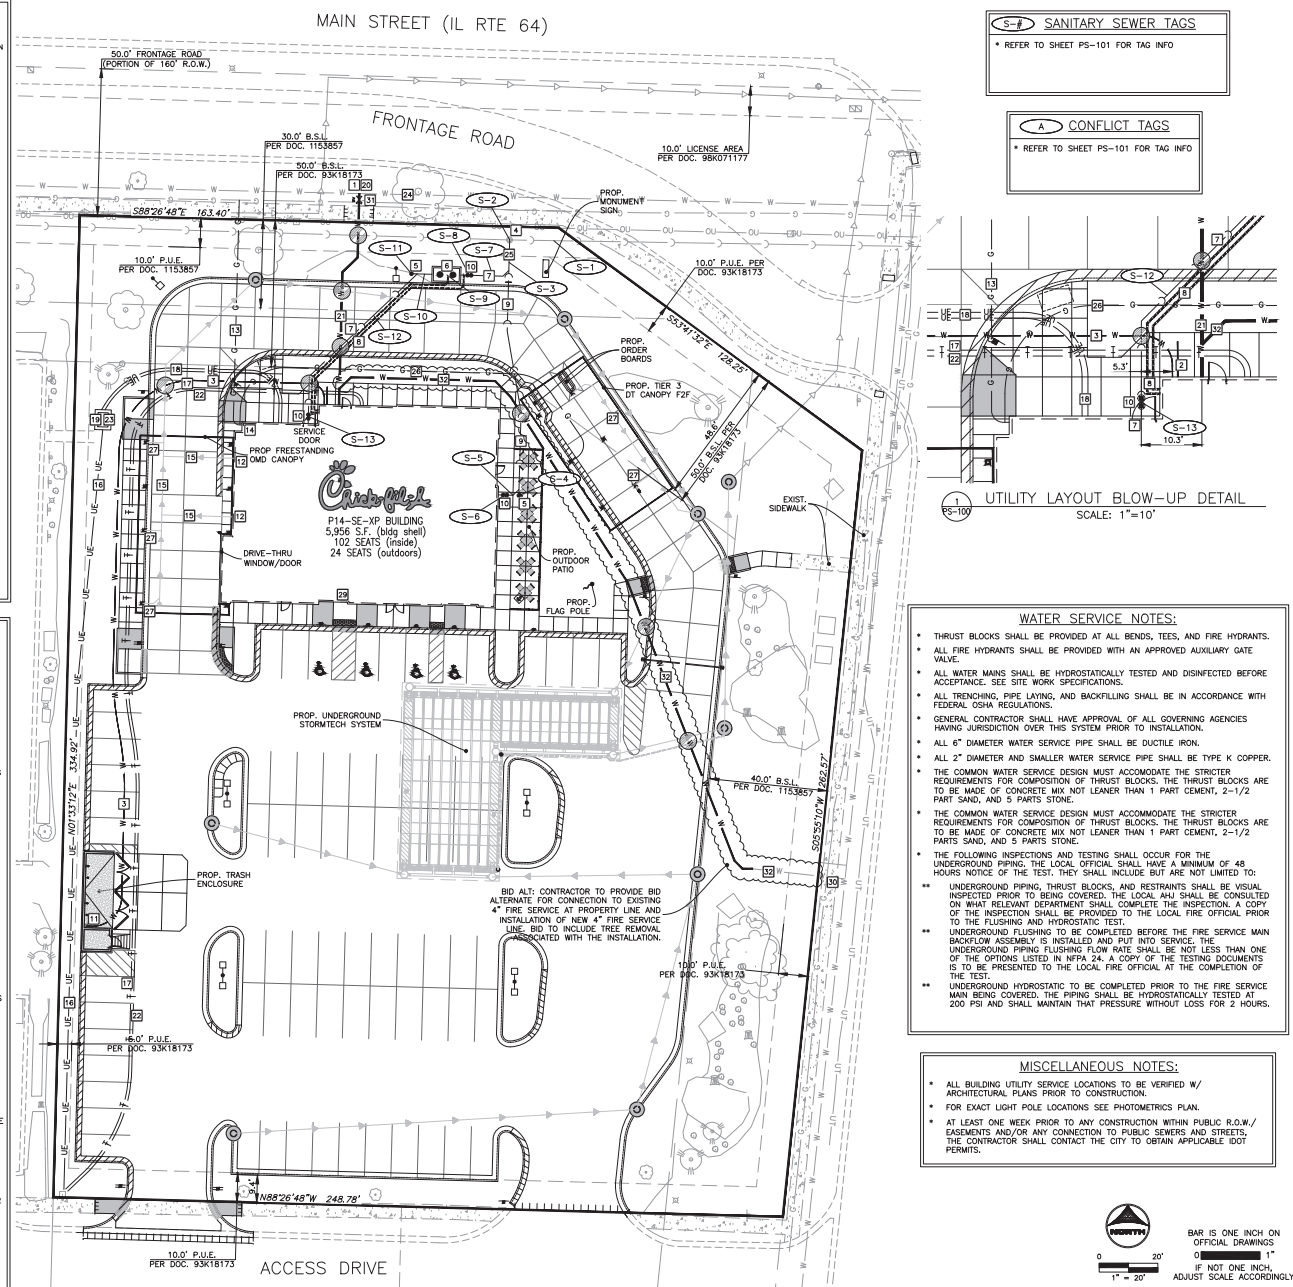 MAIN STREET (IL RTE 64)
50.0' FRONTAGE ROAD
(PORTION OF 160' R.O.W.)
FRONTAGE ROAD
30.0' B.S.L.
PER DOC. 1153857
50.0' B.S.L.
PER DOC. 93K18173
10.0' LICENSE AREA
PER DOC. 98K071177
S88°26'48"E 163.40'
10.0' P.U.E.
PER DOC. 1153857
PROP.
MONUMENT
SIGN
S-2
S-8
S-11
S-7
S-1
S-3
S-9
S-10
S-12
10.0' P.U.E. PER
DOC. 93K18173
S53°41'32"E 128.25'
PROP.
ORDER
BOARDS
PROP. TIER 3
DT CANOPY F2F
48.6'
50.0' B.S.L. PER
DOC. 93K18173
SERVICE
DOOR
S-13
PROP FREESTANDING
OMD CANOPY
S-5
S-4
S-6
Chick-fil-A
P14-SE-XP BUILDING
5,956 S.F. (bldg shell)
102 SEATS (inside)
24 SEATS (outdoors)
EXIST.
SIDEWALK
DRIVE-THRU
WINDOW/DOOR
PROP.
OUTDOOR
PATIO
PROP.
FLAG POLE
PROP. UNDERGROUND
STORMTECH SYSTEM
N01°33'12"E 334.92'
40.0' B.S.L.
PER DOC. 1153857
S05°55'10"W 262.57'
PROP. TRASH
ENCLOSURE
BID ALT: CONTRACTOR TO PROVIDE BID
ALTERNATE FOR CONNECTION TO EXISTING
4" FIRE SERVICE AT PROPERTY LINE AND
INSTALLATION OF NEW 4" FIRE SERVICE
LINE. BID TO INCLUDE TREE REMOVAL
ASSOCIATED WITH THE INSTALLATION.
10.0' P.U.E.
PER DOC. 93K18173
5.0' P.U.E.
PER DOC. 93K18173
9.4'
N88°26'48"W 248.78'
10.0' P.U.E.
PER DOC. 93K18173
ACCESS DRIVE
S-# SANITARY SEWER TAGS
* REFER TO SHEET PS-101 FOR TAG INFO
A CONFLICT TAGS
* REFER TO SHEET PS-101 FOR TAG INFO
S-12
5.3'
S-13
10.3'
1
PS-100
UTILITY LAYOUT BLOW-UP DETAIL
SCALE: 1"=10'
WATER SERVICE NOTES:
* THRUST BLOCKS SHALL BE PROVIDED AT ALL BENDS, TEES, AND FIRE HYDRANTS.
* ALL FIRE HYDRANTS SHALL BE PROVIDED WITH AN APPROVED AUXILIARY GATE
VALVE.
* ALL WATER MAINS SHALL BE HYDROSTATICALLY TESTED AND DISINFECTED BEFORE
ACCEPTANCE. SEE SITE WORK SPECIFICATIONS.
* ALL TRENCHING, PIPE LAYING, AND BACKFILLING SHALL BE IN ACCORDANCE WITH
FEDERAL OSHA REGULATIONS.
* GENERAL CONTRACTOR SHALL HAVE APPROVAL OF ALL GOVERNING AGENCIES
HAVING JURISDICTION OVER THIS SYSTEM PRIOR TO INSTALLATION.
* ALL 6" DIAMETER WATER SERVICE PIPE SHALL BE DUCTILE IRON.
* ALL 2" DIAMETER AND SMALLER WATER SERVICE PIPE SHALL BE TYPE K COPPER.
* THE COMMON WATER SERVICE DESIGN MUST ACCOMODATE THE STRICTER
REQUIREMENTS FOR COMPOSITION OF THRUST BLOCKS. THE THRUST BLOCKS ARE
TO BE MADE OF CONCRETE MIX NOT LEANER THAN 1 PART CEMENT, 2-1/2
PART SAND, AND 5 PARTS STONE.
* THE COMMON WATER SERVICE DESIGN MUST ACCOMMODATE THE STRICTER
REQUIREMENTS FOR COMPOSITION OF THRUST BLOCKS. THE THRUST BLOCKS ARE
TO BE MADE OF CONCRETE MIX NOT LEANER THAN 1 PART CEMENT, 2-1/2
PARTS SAND, AND 5 PARTS STONE.
* THE FOLLOWING INSPECTIONS AND TESTING SHALL OCCUR FOR THE
UNDERGROUND PIPING. THE LOCAL OFFICIAL SHALL HAVE A MINIMUM OF 48
HOURS NOTICE OF THE TEST. THEY SHALL INCLUDE BUT ARE NOT LIMITED TO:
** UNDERGROUND PIPING, THRUST BLOCKS, AND RESTRAINTS SHALL BE VISUAL
INSPECTED PRIOR TO BEING COVERED. THE LOCAL AHJ SHALL BE CONSULTED
ON WHAT RELEVANT DEPARTMENT SHALL COMPLETE THE INSPECTION. A COPY
OF THE INSPECTION SHALL BE PROVIDED TO THE LOCAL FIRE OFFICIAL PRIOR
TO THE FLUSHING AND HYDROSTATIC TEST.
** UNDERGROUND FLUSHING TO BE COMPLETED BEFORE THE FIRE SERVICE MAIN
BACKFLOW ASSEMBLY IS INSTALLED AND PUT INTO SERVICE. THE
UNDERGROUND PIPING FLUSHING FLOW RATE SHALL BE NOT LESS THAN ONE
OF THE OPTIONS LISTED IN NFPA 24. A COPY OF THE TESTING DOCUMENTS
IS TO BE PRESENTED TO THE LOCAL FIRE OFFICIAL AT THE COMPLETION OF
THE TEST.
** UNDERGROUND HYDROSTATIC TO BE COMPLETED PRIOR TO THE FIRE SERVICE
MAIN BEING COVERED. THE PIPING SHALL BE HYDROSTATICALLY TESTED AT
200 PSI AND SHALL MAINTAIN THAT PRESSURE WITHOUT LOSS FOR 2 HOURS.
MISCELLANEOUS NOTES:
* ALL BUILDING UTILITY SERVICE LOCATIONS TO BE VERIFIED W/
ARCHITECTURAL PLANS PRIOR TO CONSTRUCTION.
* FOR EXACT LIGHT POLE LOCATIONS SEE PHOTOMETRICS PLAN.
* AT LEAST ONE WEEK PRIOR TO ANY CONSTRUCTION WITHIN PUBLIC R.O.W./
EASEMENTS AND/OR ANY CONNECTION TO PUBLIC SEWERS AND STREETS,
THE CONTRACTOR SHALL CONTACT THE CITY TO OBTAIN APPLICABLE IDOT
PERMITS.
NORTH
0 20'
1" = 20'
BAR IS ONE INCH ON
OFFICIAL DRAWINGS
0 1"
IF NOT ONE INCH,
ADJUST SCALE ACCORDINGLY